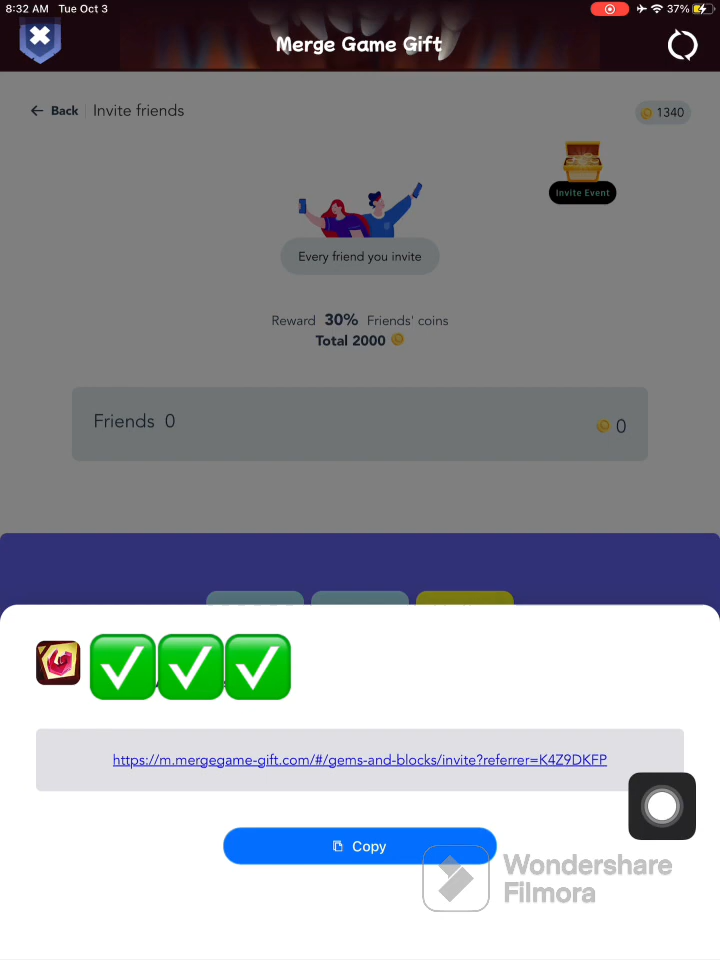 8:32 AM Tue Oct 3
37%
Merge Game Gift
Back Invite friends
1340
Invite Event
Every friend you invite
Reward 30% Friends' coins
Total 2000
Friends 0
0
https://m.mergegame-gift.com/#/gems-and-blocks/invite?referrer=K4Z9DKFP
Copy
Wondershare
Filmora